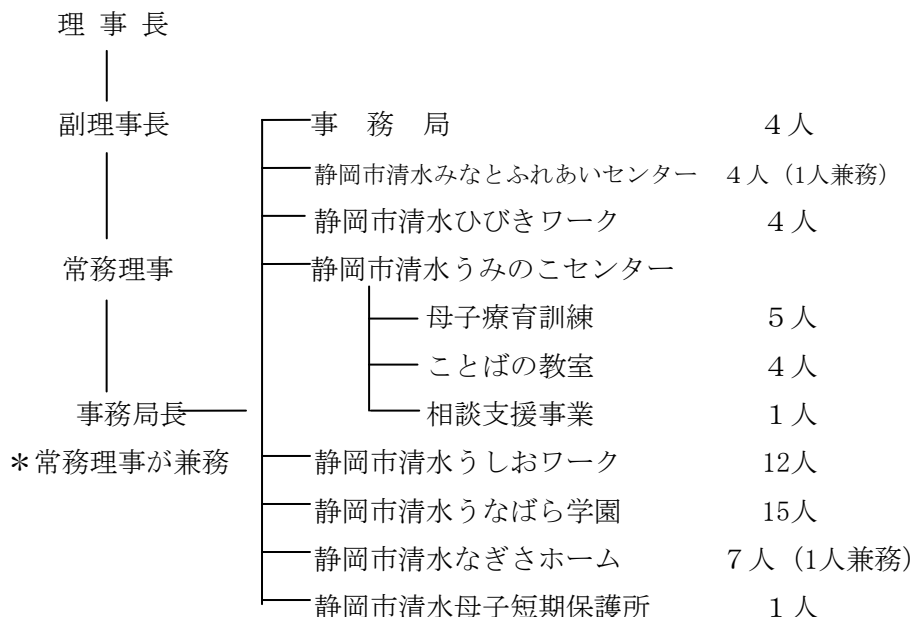 理 事 長
副理事長
事　務　局　4人
静岡市清水みなとふれあいセンター　4人（1人兼務）
静岡市清水ひびきワーク　4人
常務理事
静岡市清水うみのこセンター
母子療育訓練　5人
ことばの教室　4人
事務局長
相談支援事業　1人
＊常務理事が兼務
静岡市清水うしおワーク　12人
静岡市清水うなばら学園　15人
静岡市清水なぎさホーム　7人（1人兼務）
静岡市清水母子短期保護所　1人